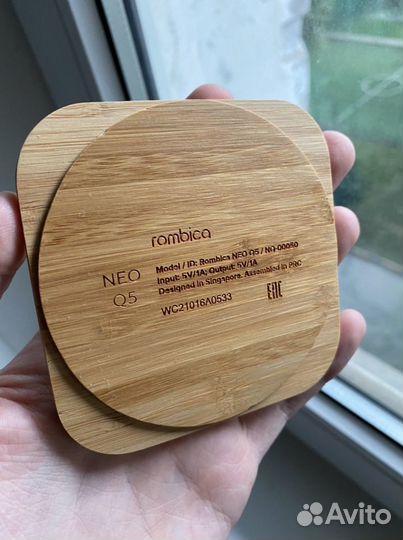 rombica
NEO
Q5
Model / ID: Rombica NEO Q5 / NQ-00050
Input: 5V/1A; Output: 5V/1A
Designed in Singapore. Assembled in PRC
WC21016A0533
EAC
Avito